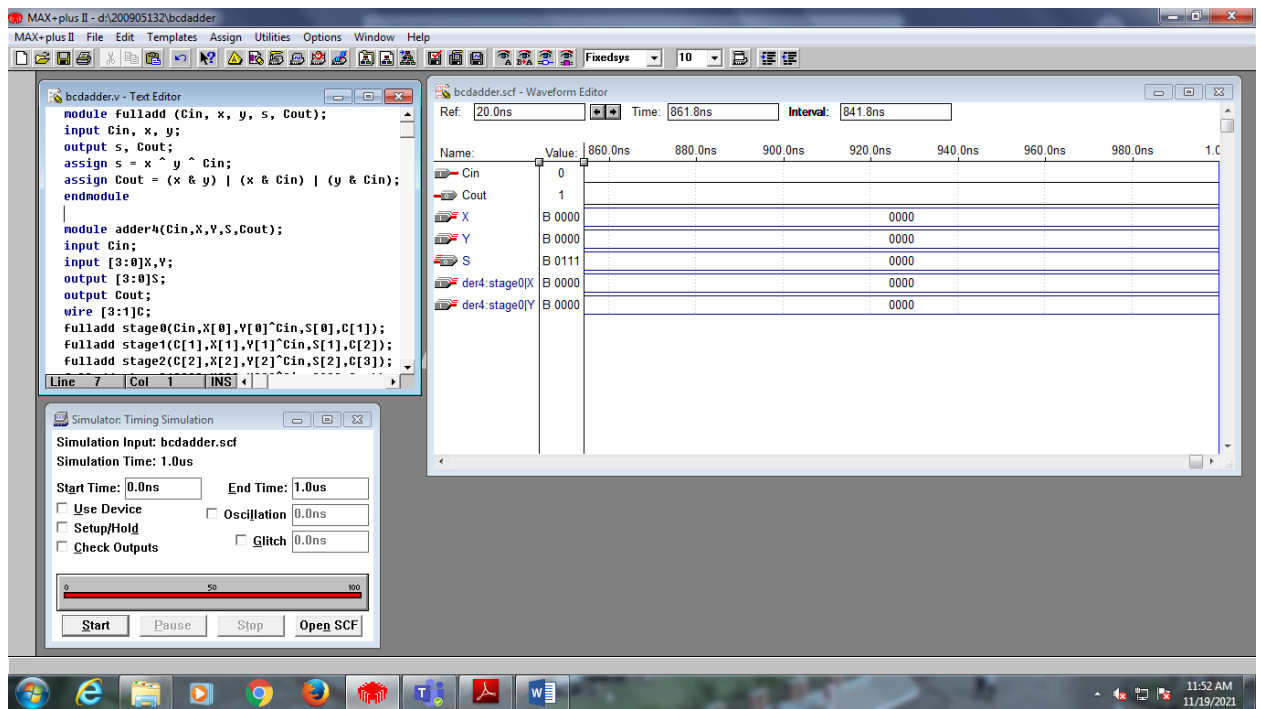 MAX+plus II - d:\200905132\bcdadder
MAX+plus II File Edit Templates Assign Utilities Options Window Help
Fixedsys 10
bcdadder.v - Text Editor
module fulladd (Cin, x, y, s, Cout);
input Cin, x, y;
output s, Cout;
assign s = x ^ y ^ Cin;
assign Cout = (x & y) | (x & Cin) | (y & Cin);
endmodule
module adder4(Cin,X,Y,S,Cout);
input Cin;
input [3:0]X,Y;
output [3:0]S;
output Cout;
wire [3:1]C;
fulladd stage0(Cin,X[0],Y[0]^Cin,S[0],C[1]);
fulladd stage1(C[1],X[1],Y[1]^Cin,S[1],C[2]);
fulladd stage2(C[2],X[2],Y[2]^Cin,S[2],C[3]);
Line 7 Col 1 INS
bcdadder.scf - Waveform Editor
Ref: 20.0ns Time: 861.8ns Interval: 841.8ns
Name: Value: 860.0ns 880.0ns 900.0ns 920.0ns 940.0ns 960.0ns 980.0ns 1.0
Cin 0
Cout 1
X B 0000 0000
Y B 0000 0000
S B 0111 0000
der4:stage0|X B 0000 0000
der4:stage0|Y B 0000 0000
Simulator: Timing Simulation
Simulation Input: bcdadder.scf
Simulation Time: 1.0us
Start Time: 0.0ns End Time: 1.0us
Use Device
Oscillation 0.0ns
Setup/Hold
Glitch 0.0ns
Check Outputs
0 50 100
Start Pause Stop Open SCF
11:52 AM
11/19/2021